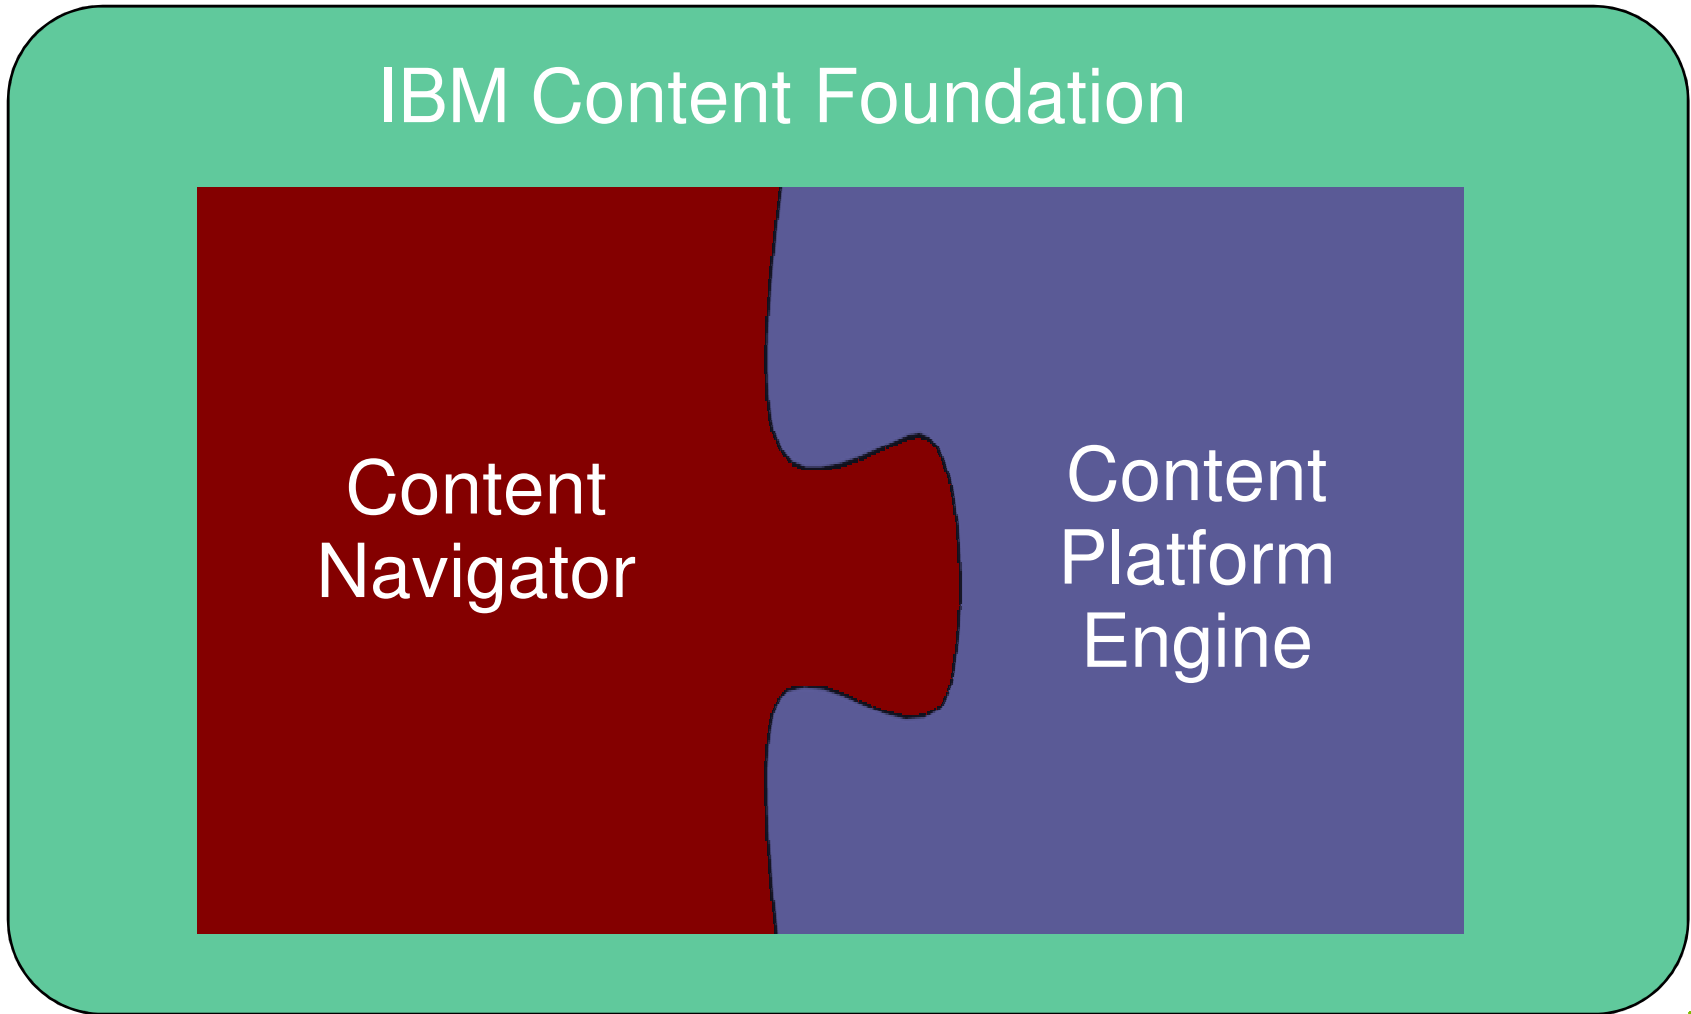 IBM Content Foundation
Content
Navigator
Content
Platform
Engine